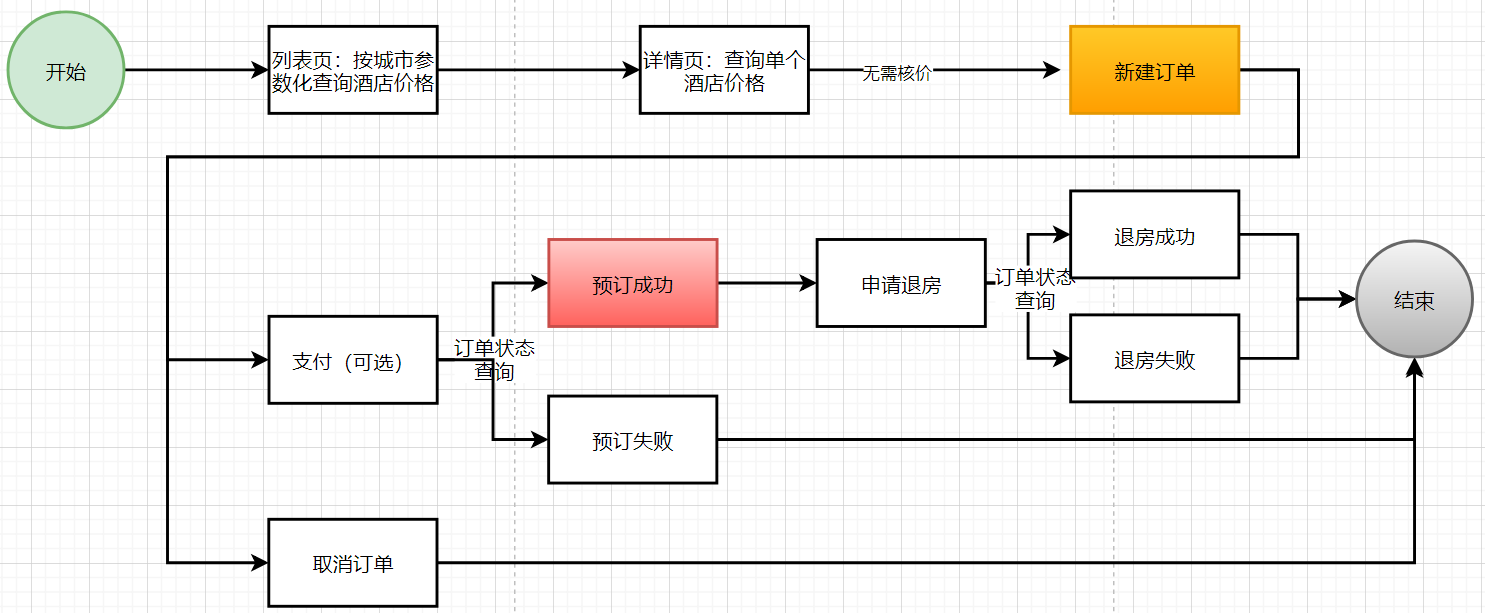 开始
列表页：按城市参
数化查询酒店价格
详情页：查询单个
酒店价格
无需核价
新建订单
支付（可选）
订单状态
查询
预订成功
申请退房
订单状态
查询
退房成功
退房失败
结束
预订失败
取消订单